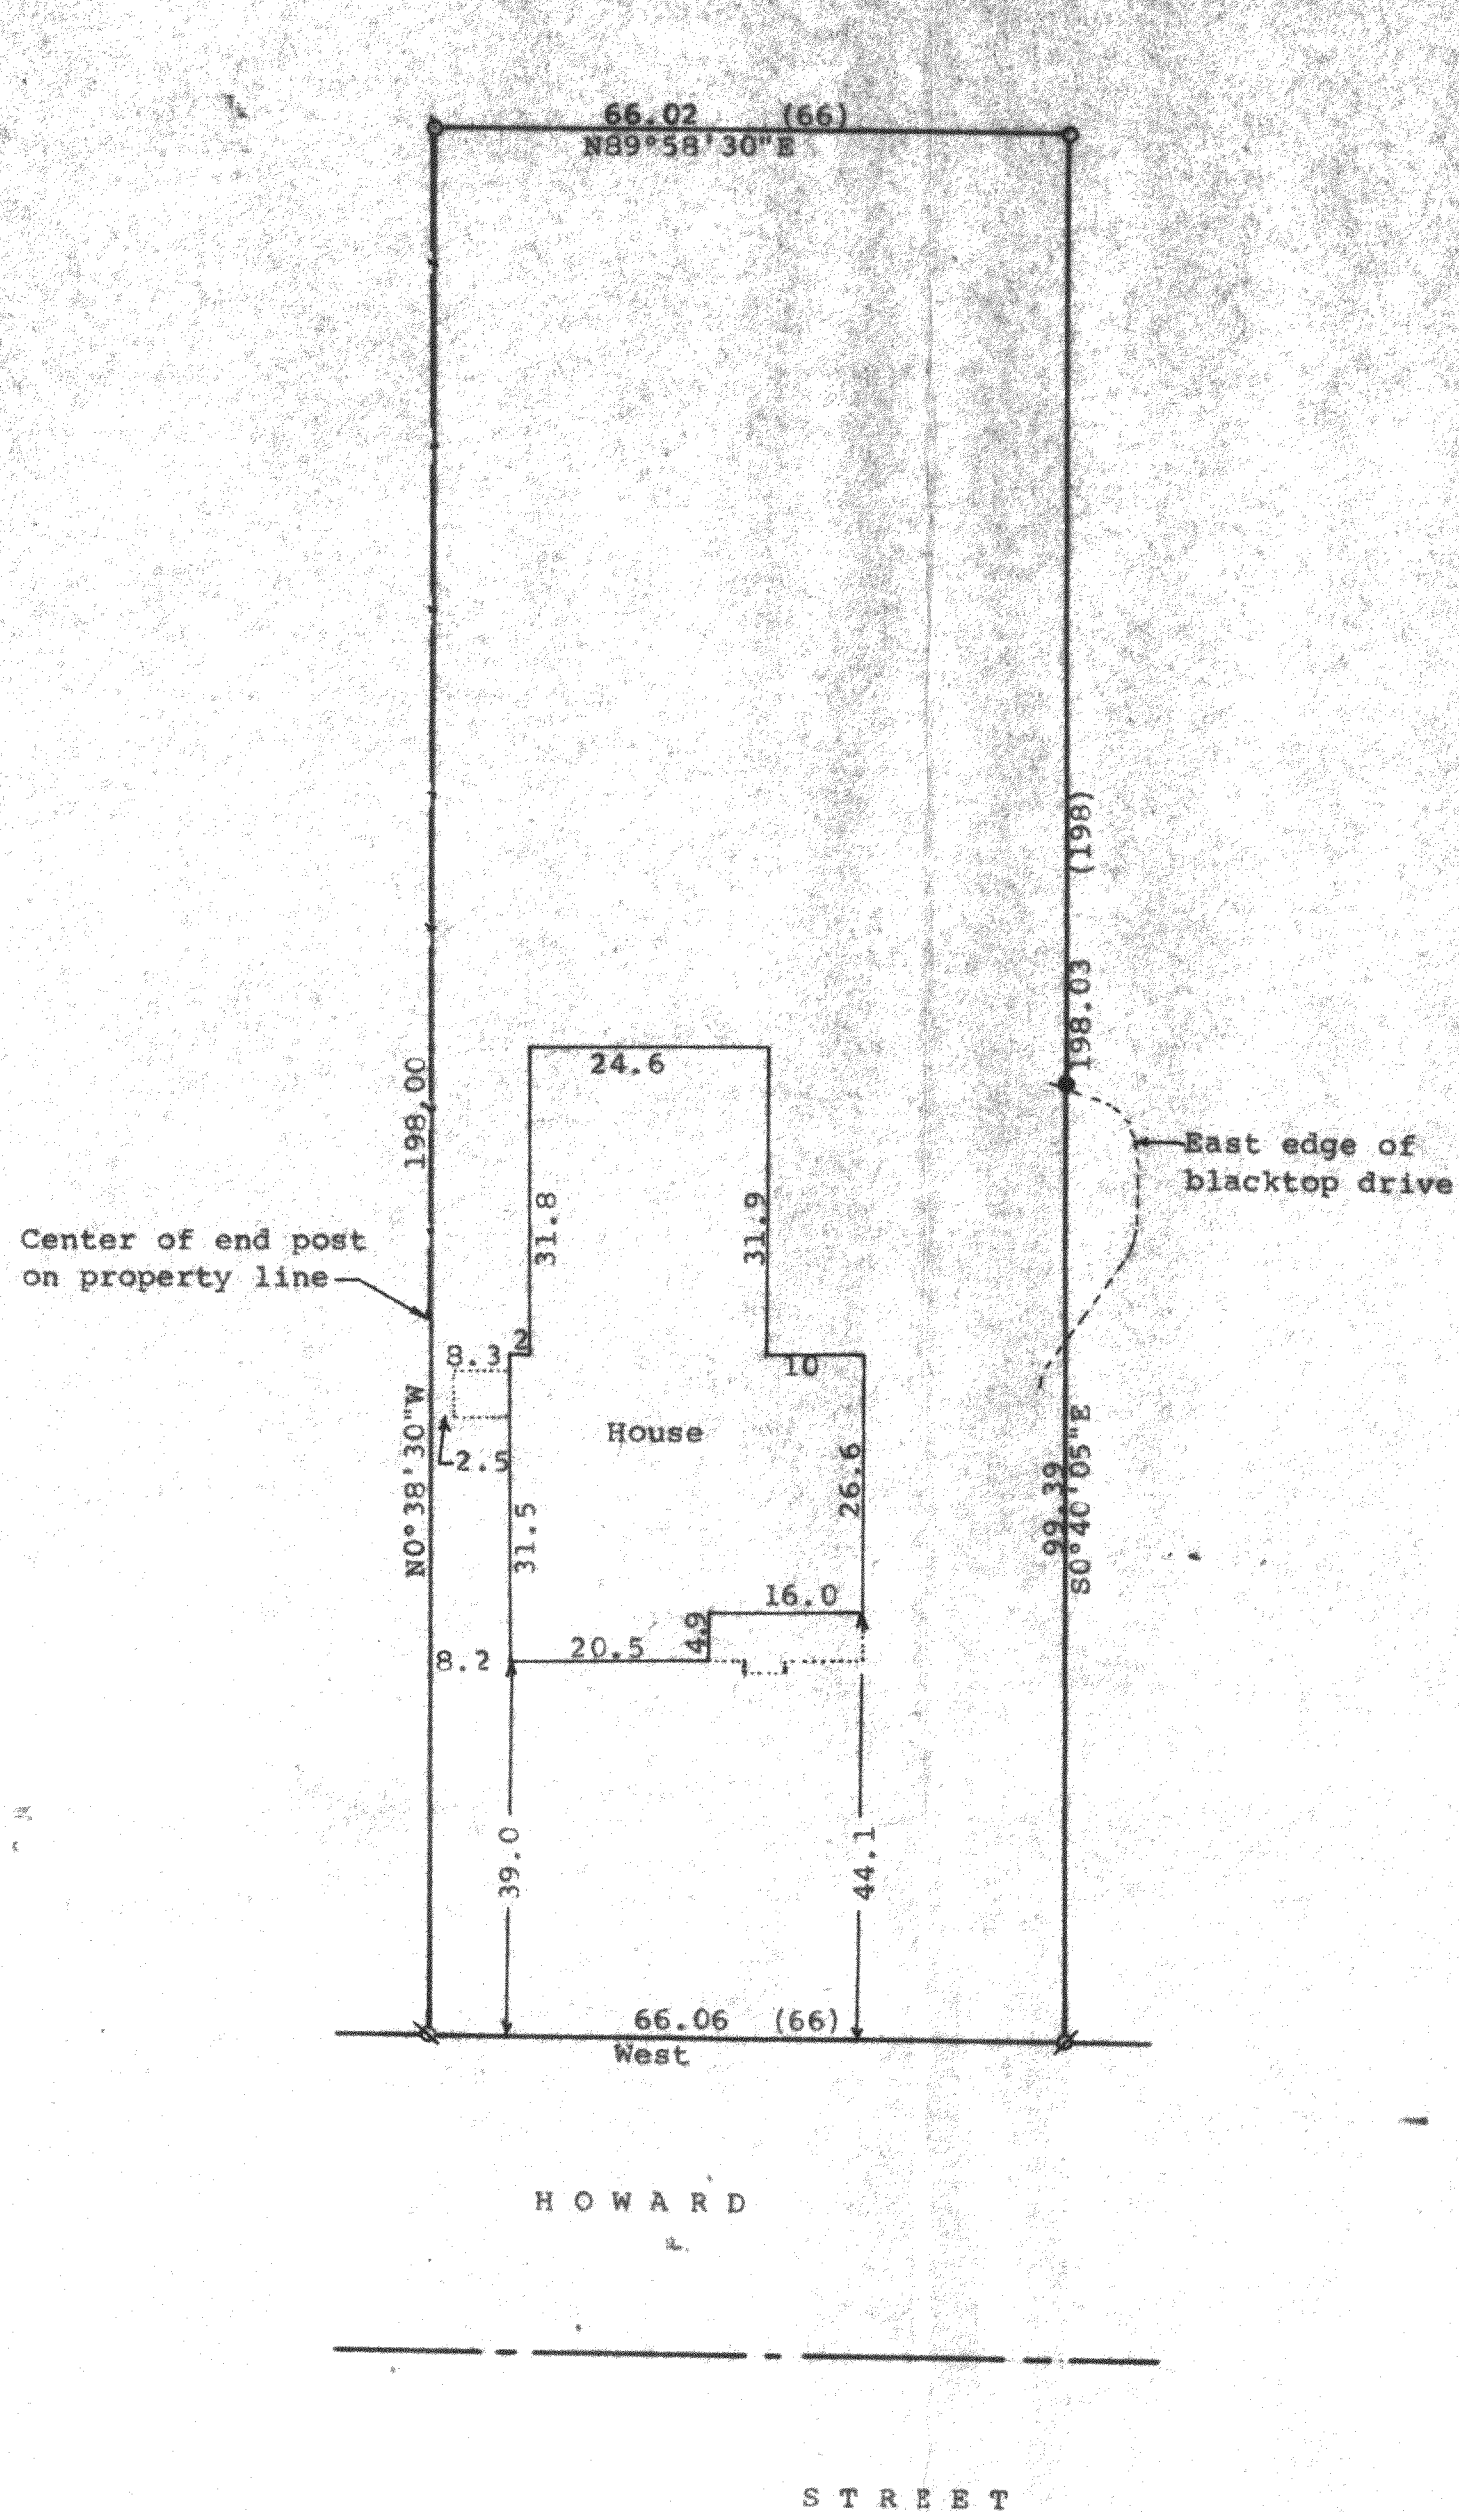 66.02 (66)
N89°58'30"E
(198)
198.03
198.00
24.6
East edge of
blacktop drive
31.8
31.9
Center of end post
on property line
2
8.3
10
N0°38'30"W
House
2.5
26.6
99.39
S0°40'05"E
31.5
16.0
4.9
20.5
8.2
39.0
44.1
66.06 (66)
West
HOWARD
STREET